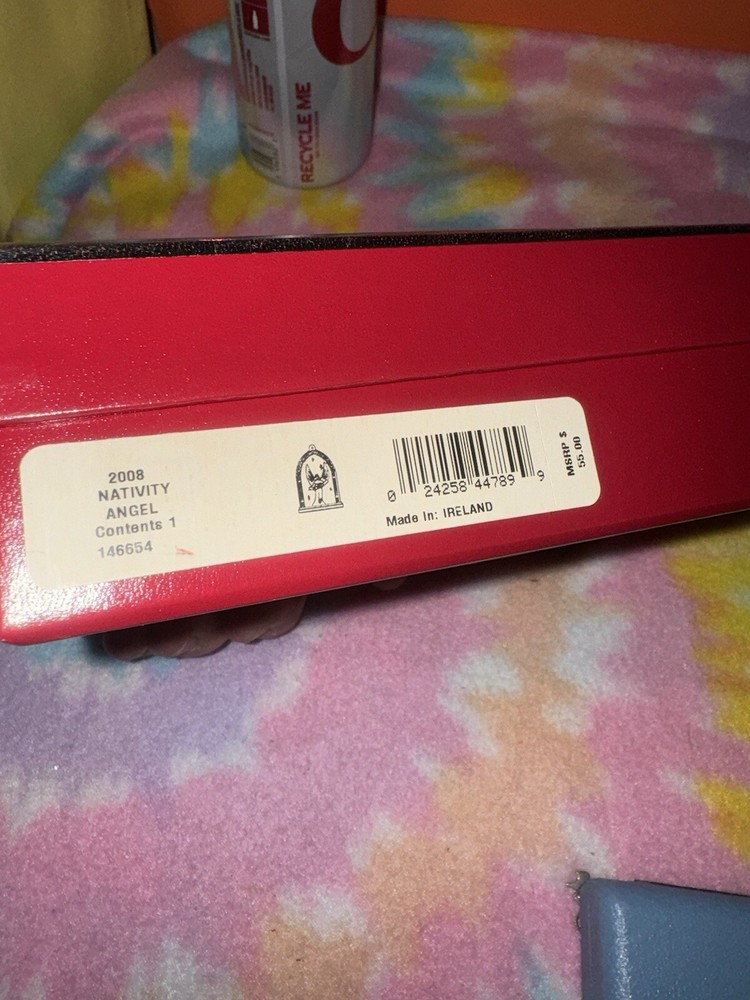 RECYCLE ME
2008
NATIVITY
ANGEL
Contents 1
146654
0 24258 44789 9
Made In: IRELAND
MSRP $
55.00